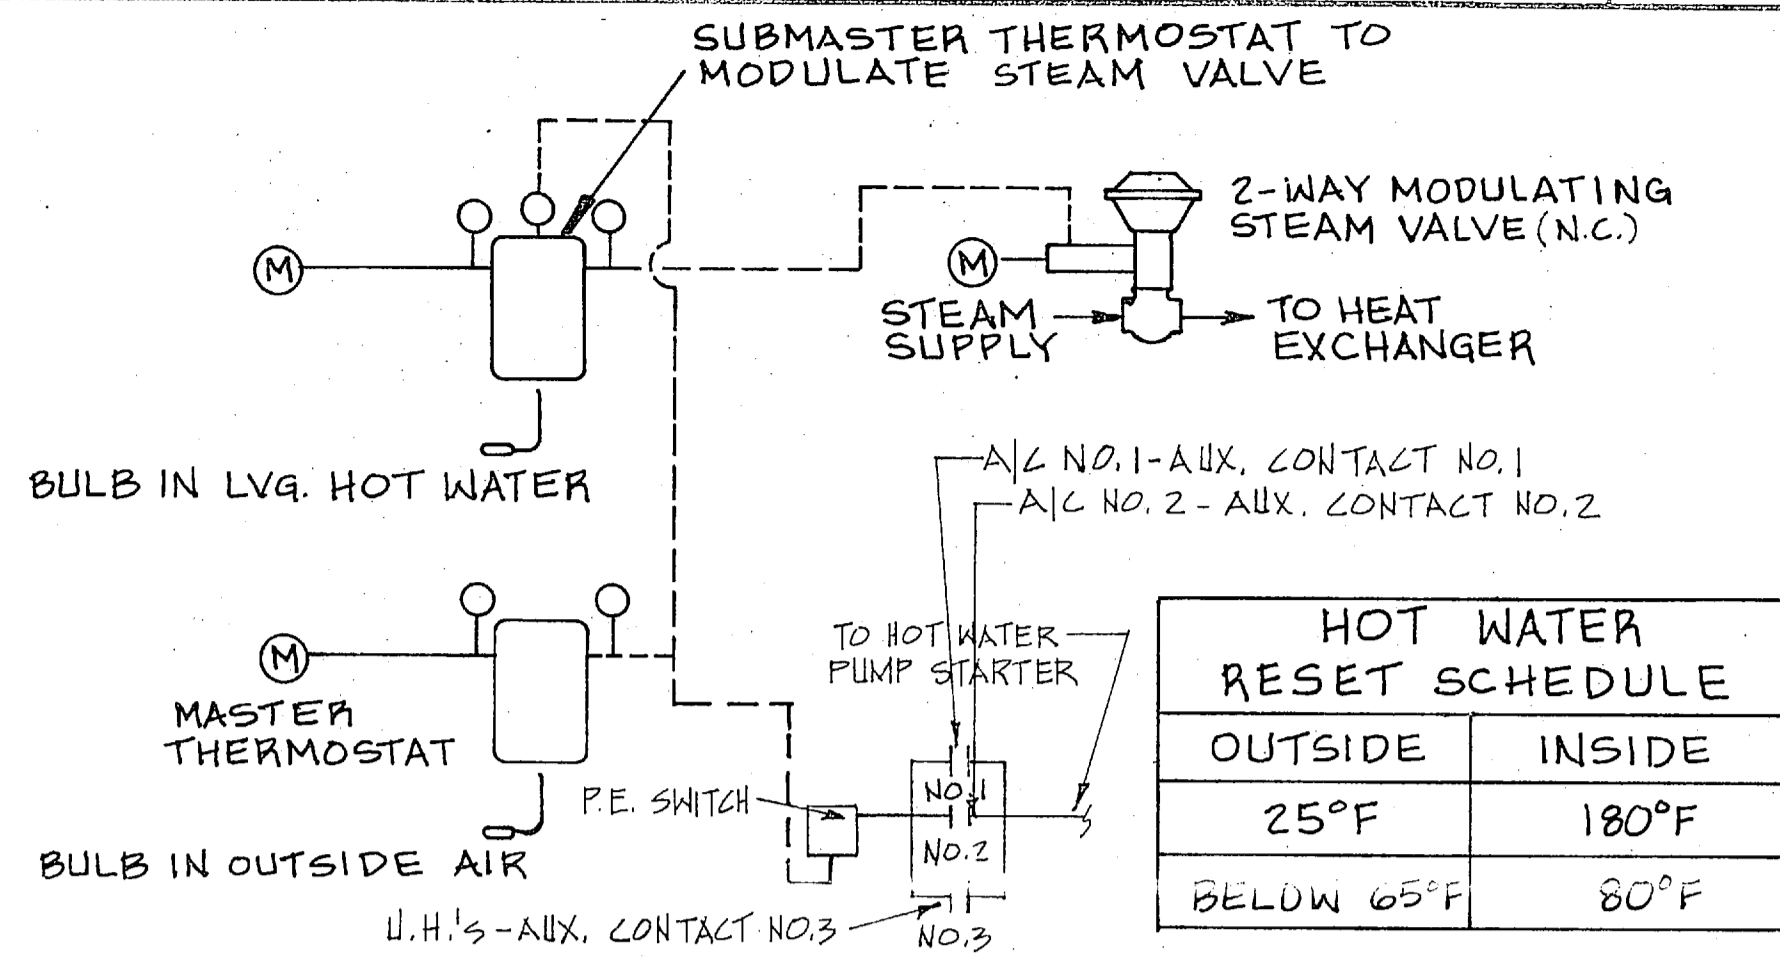 SUBMASTER THERMOSTAT TO
MODULATE STEAM VALVE
2-WAY MODULATING
STEAM VALVE (N.C.)
M
M
STEAM
SUPPLY
TO HEAT
EXCHANGER
BULB IN LVG. HOT WATER
A/C NO. 1-AUX. CONTACT NO. 1
A/C NO. 2 - AUX. CONTACT NO. 2
TO HOT WATER
PUMP STARTER
M
MASTER
THERMOSTAT
P.E. SWITCH
NO. 1
NO. 2
BULB IN OUTSIDE AIR
U.H.'s - AUX. CONTACT NO. 3
NO. 3
HOT WATER
RESET SCHEDULE
OUTSIDE INSIDE
25°F 180°F
BELOW 65°F 80°F